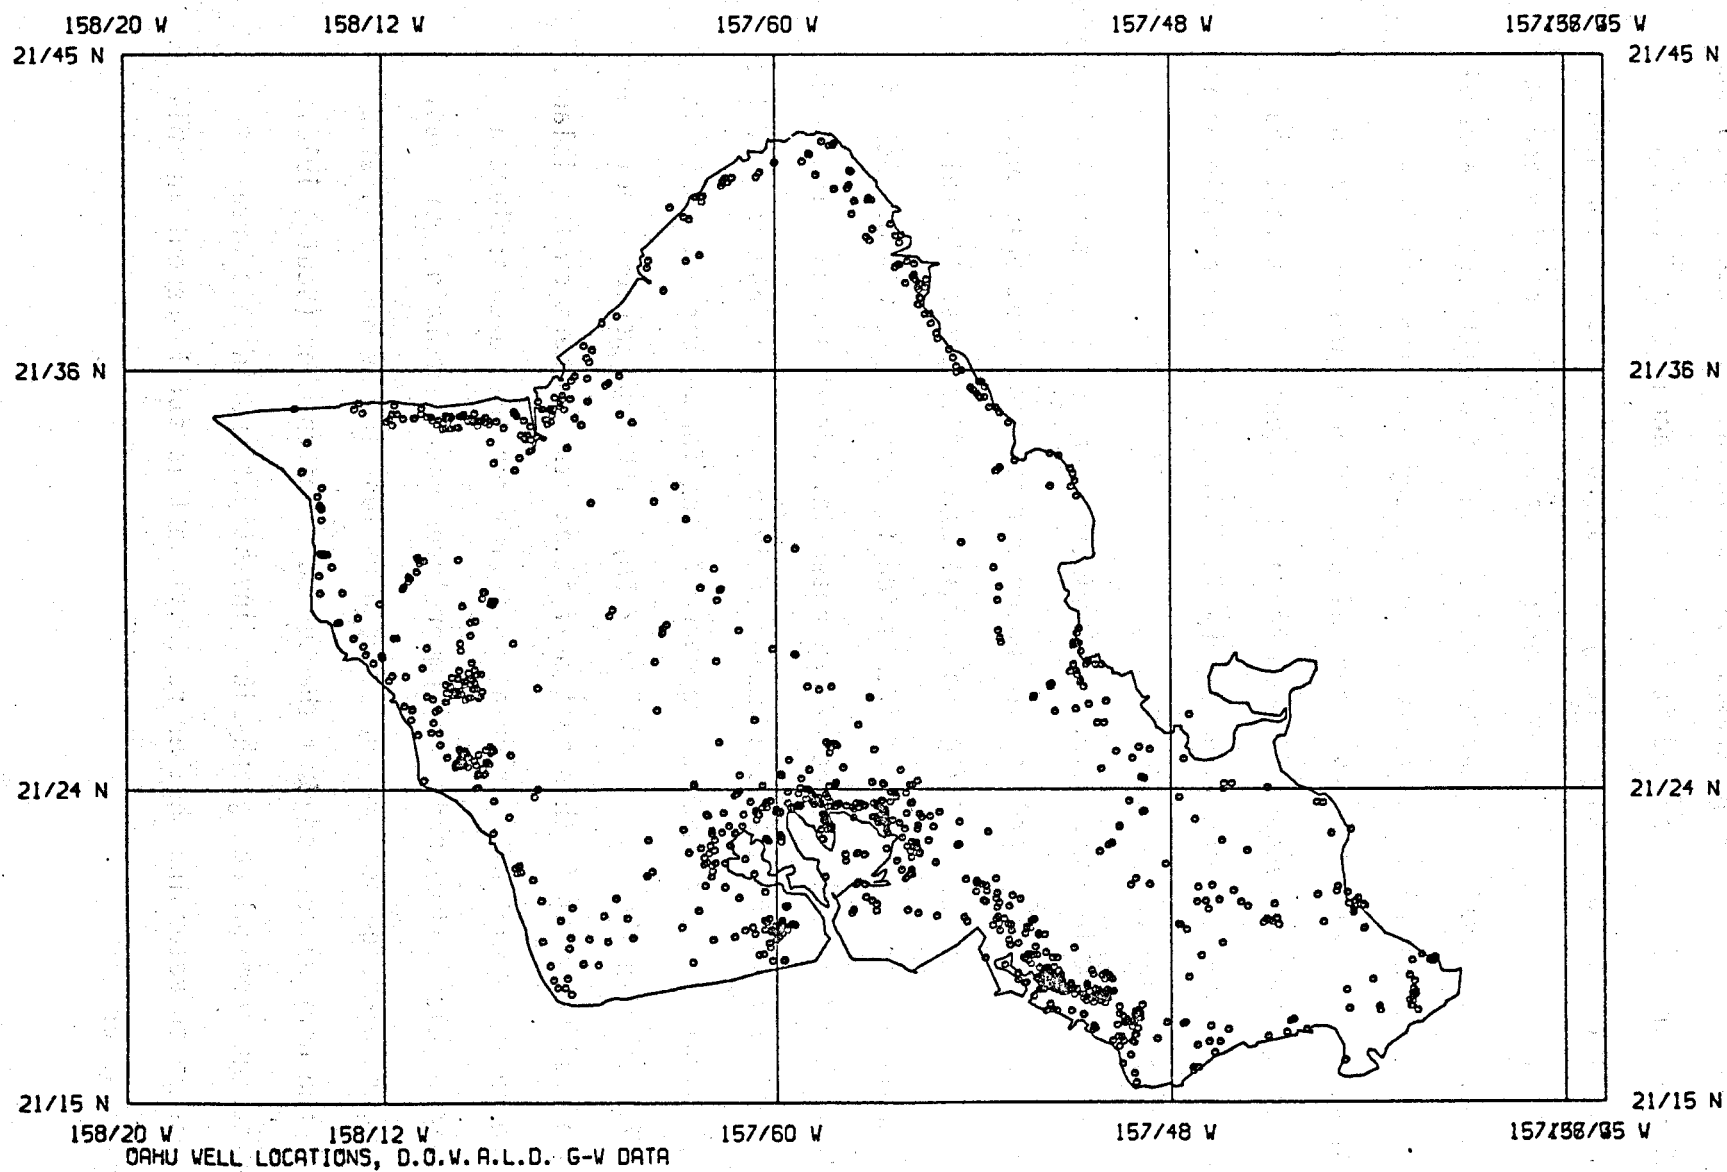 158/20 W 158/12 W 157/60 W 157/48 W
21/45 N 21/45 N
21/36 N 21/36 N
21/24 N 21/24 N
21/15 N 21/15 N
158/20 W 158/12 W 157/60 W 157/48 W
OAHU WELL LOCATIONS, D.O.W.A.L.D. G-W DATA